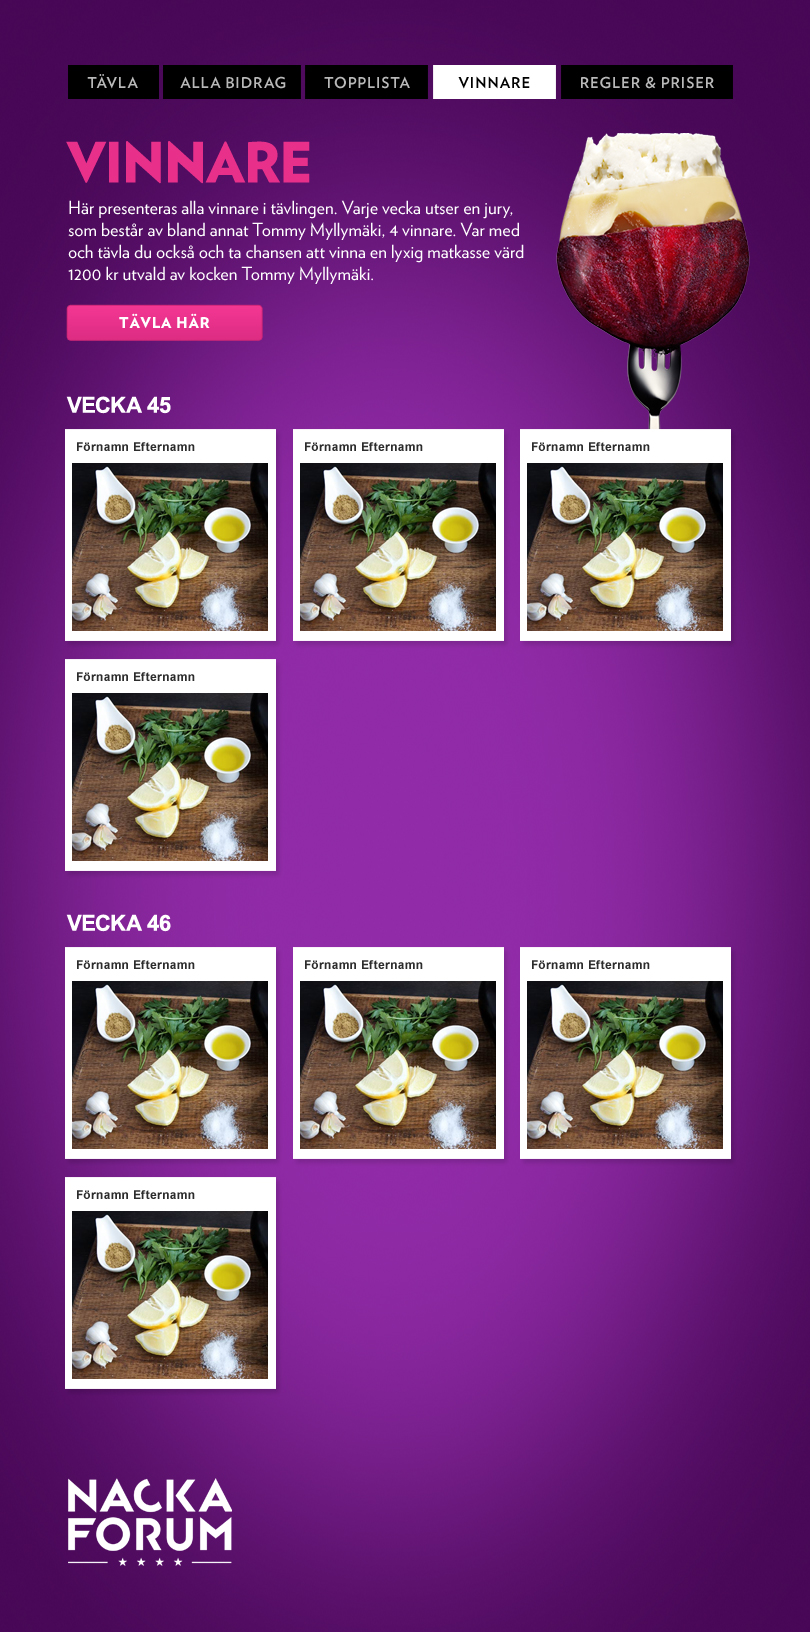 TÄVLA
ALLA BIDRAG
TOPPLISTA
VINNARE
REGLER & PRISER
VINNARE
Här presenteras alla vinnare i tävlingen. Varje vecka utser en jury,
som består av bland annat Tommy Myllymäki, 4 vinnare. Var med
och tävla du också och ta chansen att vinna en lyxig matkasse värd
1200 kr utvald av kocken Tommy Myllymäki.
TÄVLA HÄR
VECKA 45
Förnamn Efternamn
Förnamn Efternamn
Förnamn Efternamn
Förnamn Efternamn
VECKA 46
Förnamn Efternamn
Förnamn Efternamn
Förnamn Efternamn
Förnamn Efternamn
NACKA
FORUM